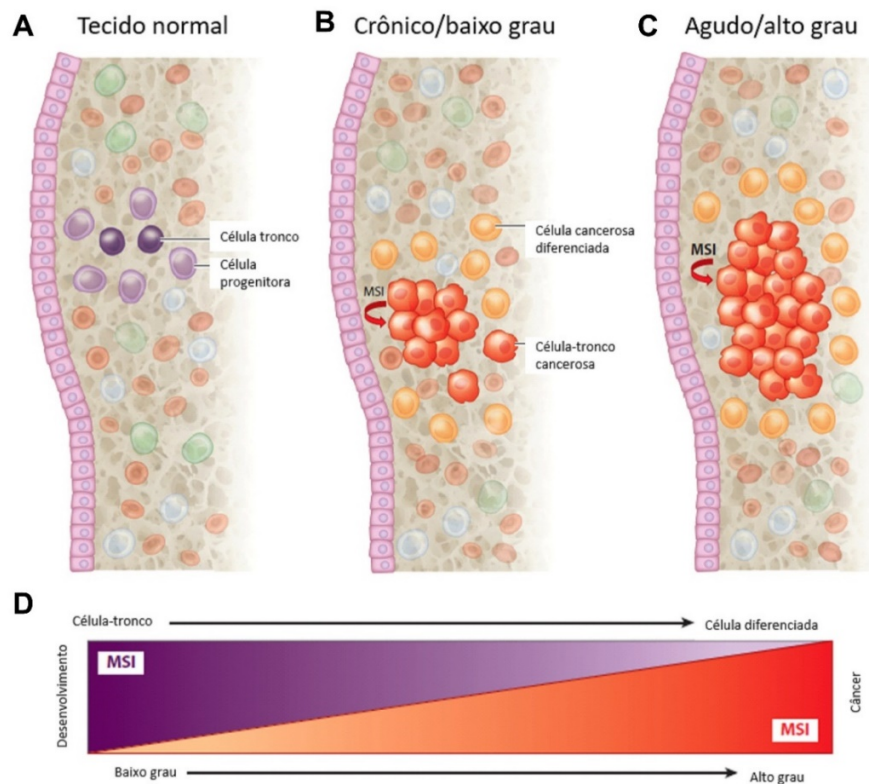 A
Tecido normal
B
Crônico/baixo grau
C
Agudo/alto grau
Célula tronco
Célula
progenitora
Célula cancerosa
diferenciada
MSI
Célula-tronco
cancerosa
MSI
D
Célula-tronco
Célula diferenciada
Desenvolvimento
MSI
MSI
Câncer
Baixo grau
Alto grau